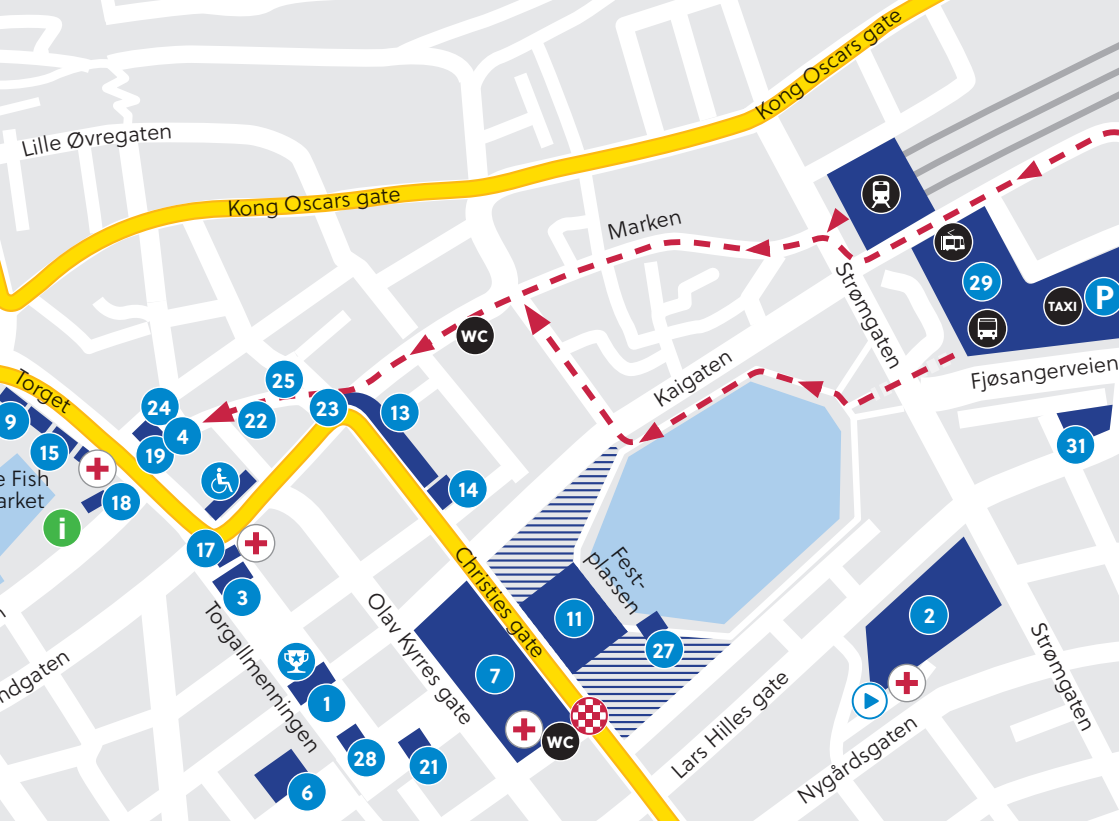 Kong Oscars gate
Lille Øvregaten
Kong Oscars gate
Marken
Strømgaten
29
TAXI
P
WC
Kaigaten
Fjøsangerveien
Torget
25
24
23
13
9
22
4
15
19
31
e Fish
arket
18
14
i
17
3
Christies gate
Fest-
plassen
11
2
Olav Kyrres gate
Torgallmenningen
27
7
Strømgaten
ndgaten
1
WC
Lars Hilles gate
Nygårdsgaten
28
21
6